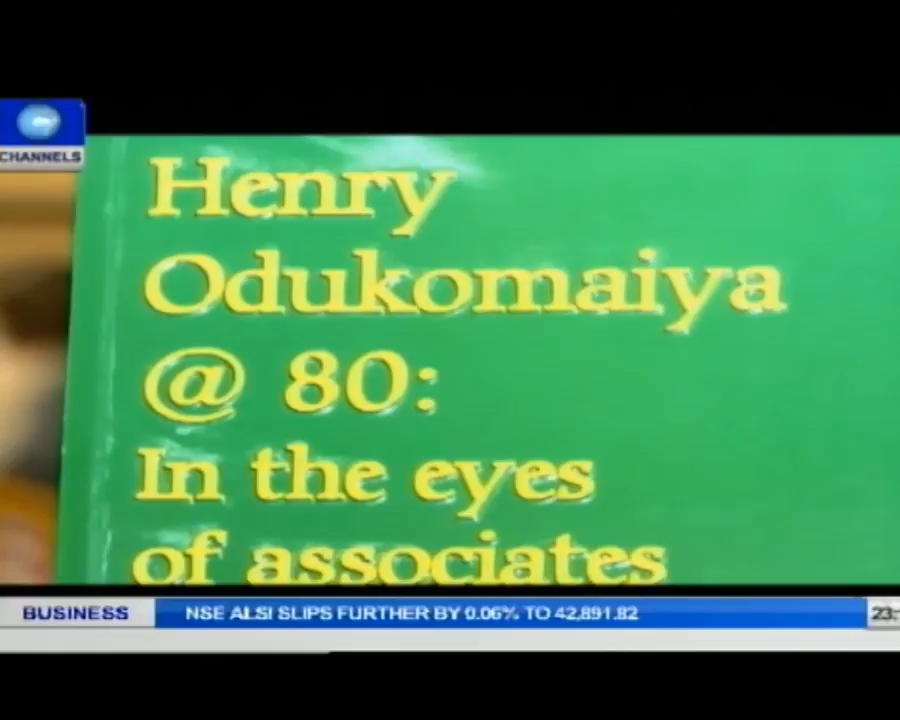 CHANNELS
Henry
Odukomaiya
@ 80:
In the eyes
of associates
BUSINESS
NSE ALSI SLIPS FURTHER BY 0.06% TO 42,891.82
23: